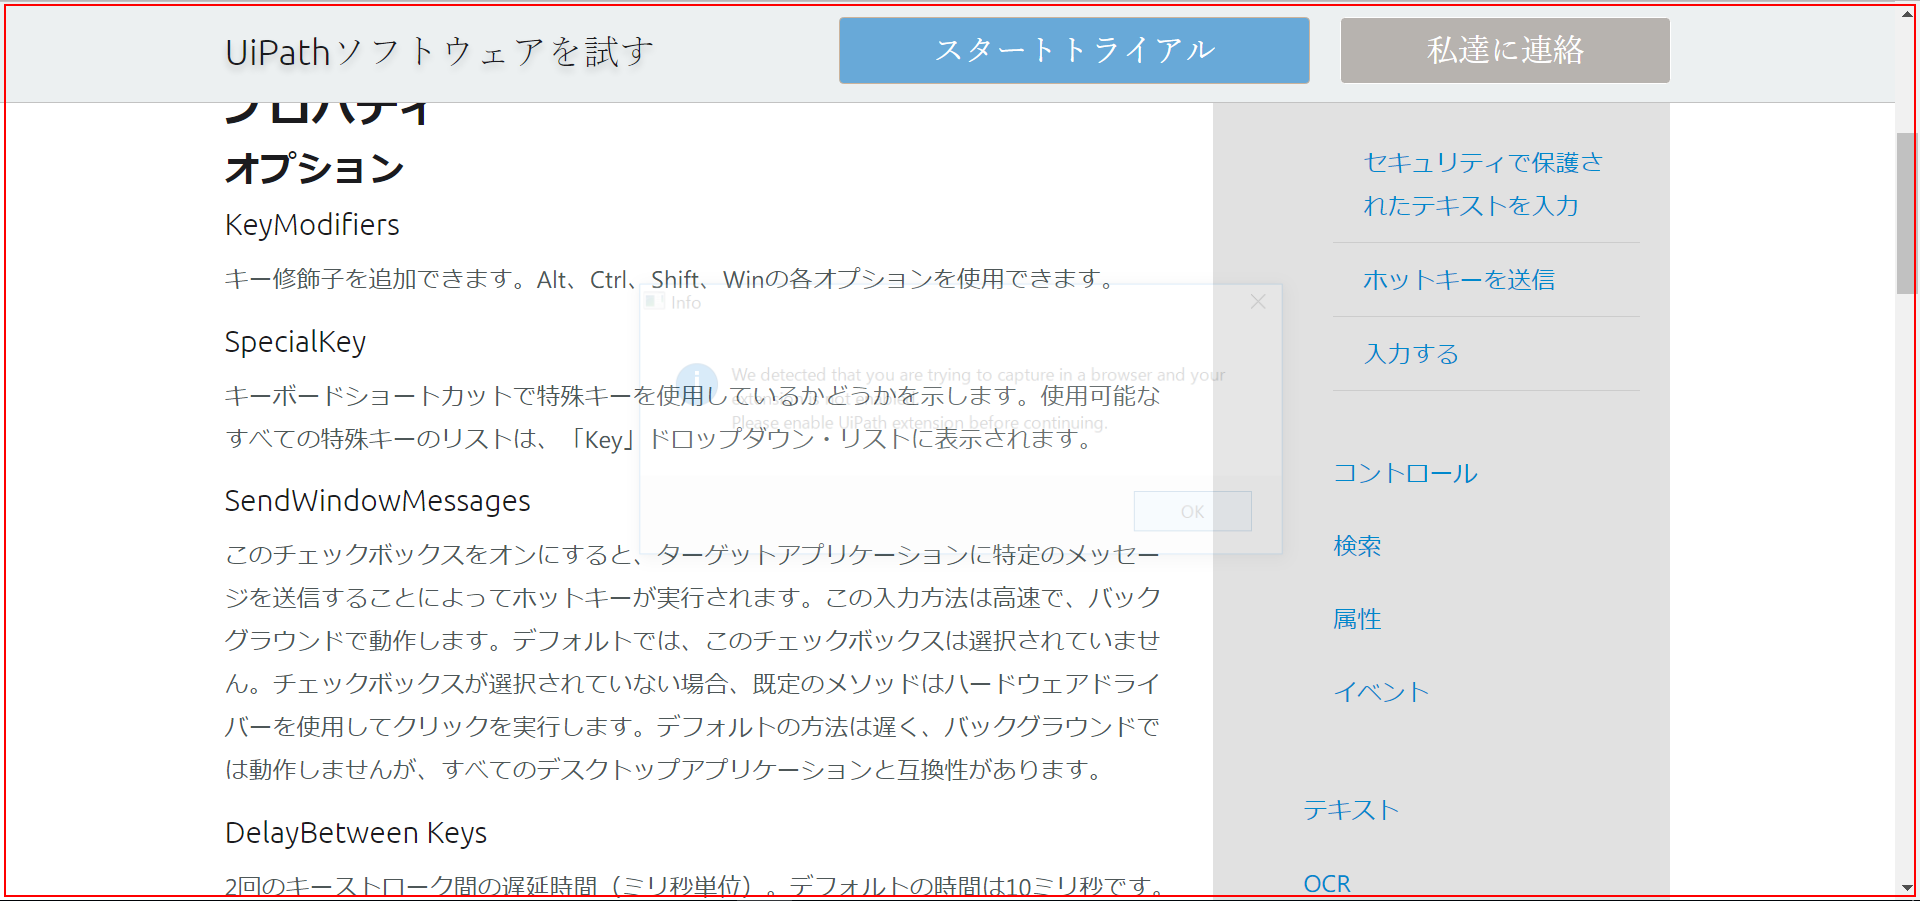 UiPathソフトウェアを試す
スタートトライアル
私達に連絡
プロパティ
オプション
KeyModifiers
キー修飾子を追加できます。Alt、Ctrl、Shift、Winの各オプションを使用できます。
SpecialKey
キーボードショートカットで特殊キーを使用しているかどうかを示します。使用可能な
すべての特殊キーのリストは、「Key」ドロップダウン・リストに表示されます。
SendWindowMessages
このチェックボックスをオンにすると、ターゲットアプリケーションに特定のメッセー
ジを送信することによってホットキーが実行されます。この入力方法は高速で、バック
グラウンドで動作します。デフォルトでは、このチェックボックスは選択されていませ
ん。チェックボックスが選択されていない場合、既定のメソッドはハードウェアドライ
バーを使用してクリックを実行します。デフォルトの方法は遅く、バックグラウンドで
は動作しませんが、すべてのデスクトップアプリケーションと互換性があります。
DelayBetween Keys
2回のキーストローク間の遅延時間（ミリ秒単位）。デフォルトの時間は10ミリ秒です。
Info
We detected that you are trying to capture in a browser and your
extension is not enabled.
Please enable UiPath extension before continuing.
OK
セキュリティで保護さ
れたテキストを入力
ホットキーを送信
入力する
コントロール
検索
属性
イベント
テキスト
OCR